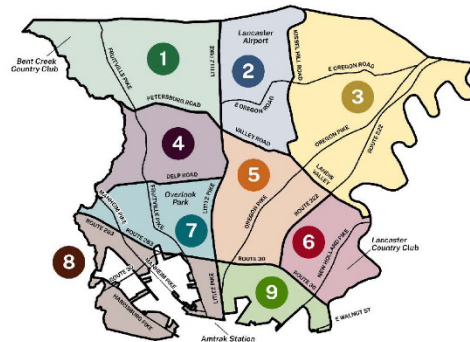 Bent Creek
Country Club
FRUITVILLE PIKE
1
LITITZ PIKE
PETERSBURG ROAD
Lancaster
Airport
2
E OREGON ROAD
VALLEY ROAD
KISSEL HILL ROAD
E OREGON ROAD
3
OREGON PIKE
ROUTE 222
LANDIS
VALLEY
4
DELP ROAD
5
OREGON PIKE
ROUTE 222
MANHEIM PIKE
FRUITVILLE PIKE
Overlook
Park
LITITZ PIKE
7
ROUTE 283
ROUTE 283
6
NEW HOLLAND PIKE
Lancaster
Country Club
8
MANHEIM PIKE
HARRISBURG PIKE
LITITZ PIKE
ROUTE 30
ROUTE 30
9
E WALNUT ST
Amtrak Station